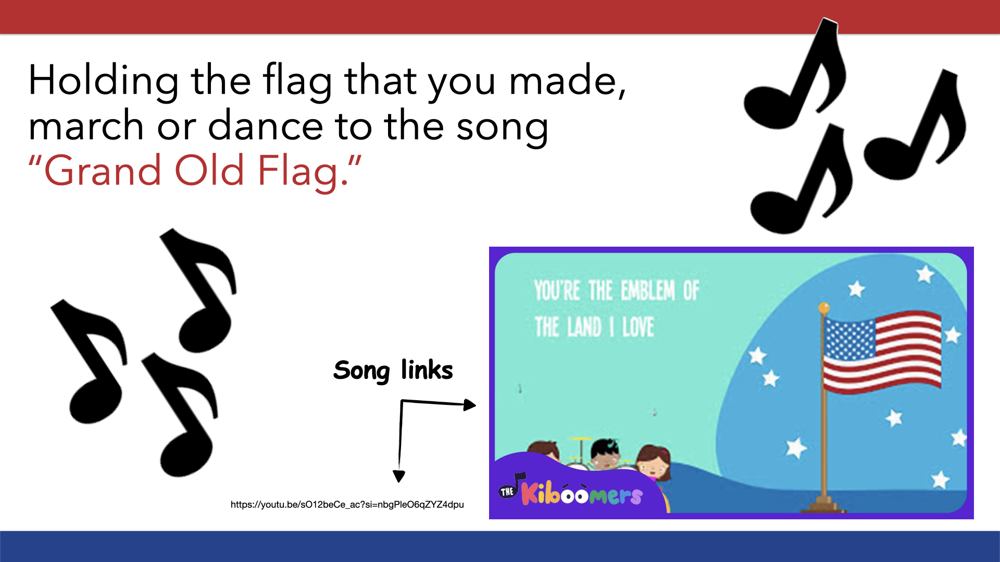 Holding the flag that you made,
march or dance to the song
“Grand Old Flag.”
YOU'RE THE EMBLEM OF
THE LAND I LOVE
Song links
THE Kiboomers
https://youtu.be/sO12beCe_ac?si=nbgPleO6qZYZ4dpu